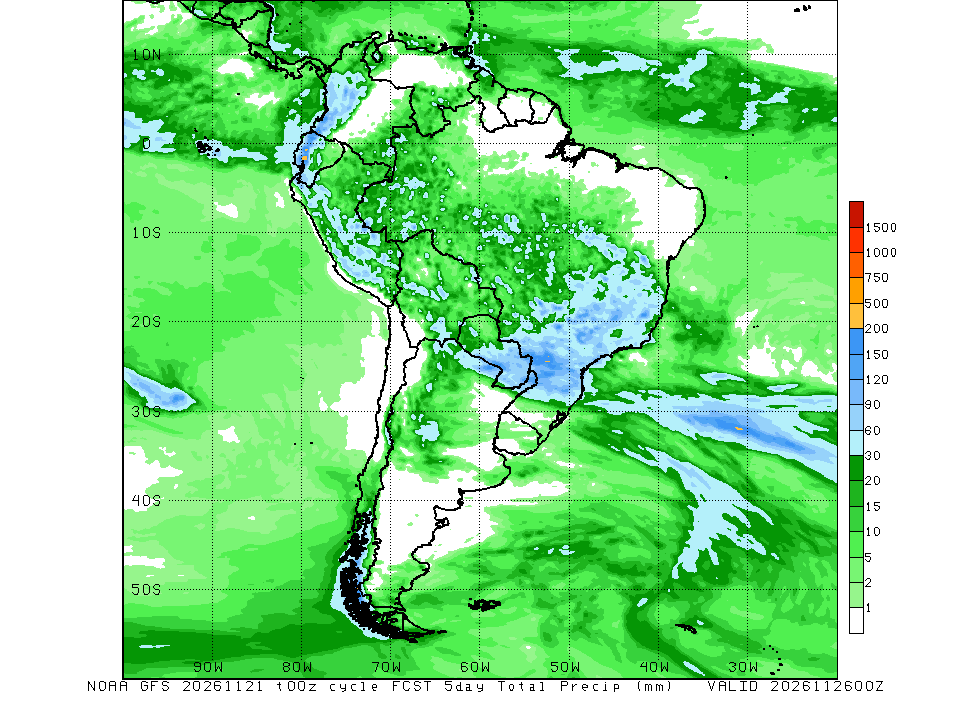 10N
0
10S
20S
30S
40S
50S
90W 80W 70W 60W 50W 40W 30W
1500
1000
750
500
200
150
120
90
60
30
20
15
10
5
2
1
NOAA GFS 20261121 t00z cycle FCST 5day Total Precip (mm) VALID 2026112600Z